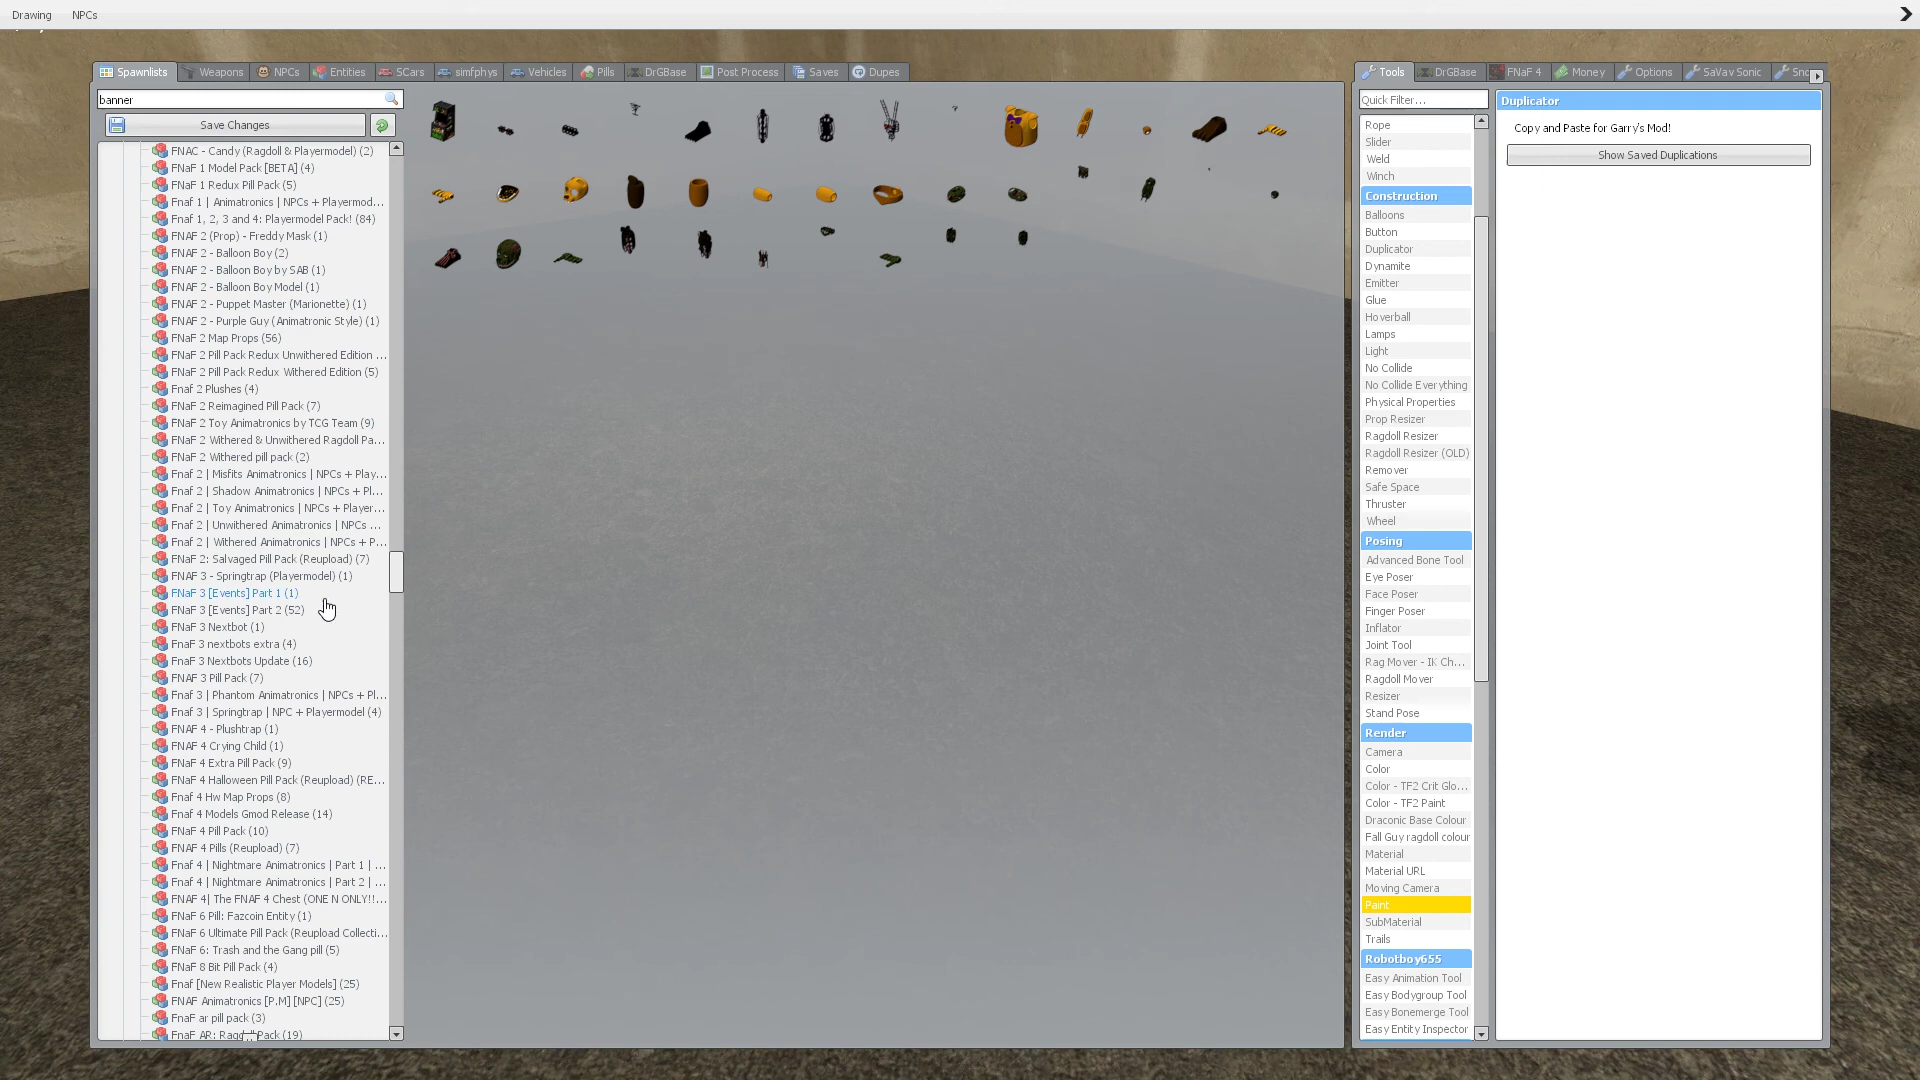 Drawing NPCs
Spawnlists Weapons NPCs Entities SCars simfphys Vehicles Pills DrGBase Post Process Saves Dupes
banner
Save Changes
FNAC - Candy (Ragdoll & Playermodel) (2)
FNaF 1 Model Pack [BETA] (4)
FNaF 1 Redux Pill Pack (5)
Fnaf 1 | Animatronics | NPCs + Playermod...
Fnaf 1, 2, 3 and 4: Playermodel Pack! (84)
FNAF 2 (Prop) - Freddy Mask (1)
FNAF 2 - Balloon Boy (2)
FNAF 2 - Balloon Boy by SAB (1)
FNAF 2 - Balloon Boy Model (1)
FNAF 2 - Puppet Master (Marionette) (1)
FNAF 2 - Purple Guy (Animatronic Style) (1)
FNaF 2 Map Props (56)
FNaF 2 Pill Pack Redux Unwithered Edition ...
FNaF 2 Pill Pack Redux Withered Edition (5)
Fnaf 2 Plushes (4)
FNaF 2 Reimagined Pill Pack (7)
FNaF 2 Toy Animatronics by TCG Team (9)
FNaF 2 Withered & Unwithered Ragdoll Pa...
FNaF 2 Withered pill pack (2)
Fnaf 2 | Misfits Animatronics | NPCs + Play...
Fnaf 2 | Shadow Animatronics | NPCs + Pl...
Fnaf 2 | Toy Animatronics | NPCs + Player...
Fnaf 2 | Unwithered Animatronics | NPCs ...
Fnaf 2 | Withered Animatronics | NPCs + P...
FNAF 2: Salvaged Pill Pack (Reupload) (7)
FNAF 3 - Springtrap (Playermodel) (1)
FNaF 3 [Events] Part 1 (1)
FNaF 3 [Events] Part 2 (52)
FNaF 3 Nextbot (1)
FnaF 3 nextbots extra (4)
FnaF 3 Nextbots Update (16)
FNAF 3 Pill Pack (7)
Fnaf 3 | Phantom Animatronics | NPCs + Pl...
Fnaf 3 | Springtrap | NPC + Playermodel (4)
FNAF 4 - Plushtrap (1)
FNAF 4 Crying Child (1)
FNaF 4 Extra Pill Pack (9)
FNaF 4 Halloween Pill Pack (Reupload) (RE...
Fnaf 4 Hw Map Props (8)
Fnaf 4 Models Gmod Release (14)
FNAF 4 Pill Pack (10)
FNAF 4 Pills (Reupload) (7)
Fnaf 4 | Nightmare Animatronics | Part 1 | ...
Fnaf 4 | Nightmare Animatronics | Part 2 | ...
FNAF 4| The FNAF 4 Chest (ONE N ONLY!!...
FNaF 6 Pill: Fazcoin Entity (1)
FNaF 6 Ultimate Pill Pack (Reupload Collecti...
FNaF 6: Trash and the Gang pill (5)
FNaF 8 Bit Pill Pack (4)
Fnaf [New Realistic Player Models] (25)
FNAF Animatronics [P.M] [NPC] (25)
FnaF ar pill pack (3)
FnaF AR: Ragdoll Pack (19)
Tools DrGBase FNaF 4 Money Options SaVav Sonic
Quick Filter...
Rope
Slider
Weld
Winch
Construction
Balloons
Button
Duplicator
Dynamite
Emitter
Glue
Hoverball
Lamps
Light
No Collide
No Collide Everything
Physical Properties
Prop Resizer
Ragdoll Resizer
Ragdoll Resizer (OLD)
Remover
Safe Space
Thruster
Wheel
Posing
Advanced Bone Tool
Eye Poser
Face Poser
Finger Poser
Inflator
Joint Tool
Rag Mover - IK Ch...
Ragdoll Mover
Resizer
Stand Pose
Render
Camera
Color
Color - TF2 Crit Glo...
Color - TF2 Paint
Draconic Base Colour
Fall Guy ragdoll colour
Material
Material URL
Moving Camera
Paint
SubMaterial
Trails
Robotboy655
Easy Animation Tool
Easy Bodygroup Tool
Easy Bonemerge Tool
Easy Entity Inspector
Duplicator
Copy and Paste for Garry's Mod!
Show Saved Duplications